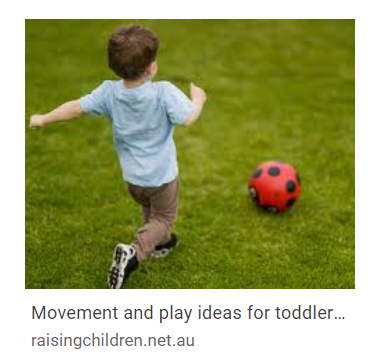 Movement and play ideas for toddler...
raisingchildren.net.au